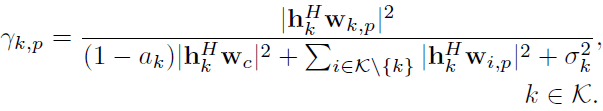 γ_{k,p} = \frac{|\mathbf{h}_k^H \mathbf{w}_{k,p}|^2}{(1 - a_k)|\mathbf{h}_k^H \mathbf{w}_c|^2 + \sum_{i \in \mathcal{K} \setminus \{k\}} |\mathbf{h}_k^H \mathbf{w}_{i,p}|^2 + \sigma_k^2},
k \in \mathcal{K}.